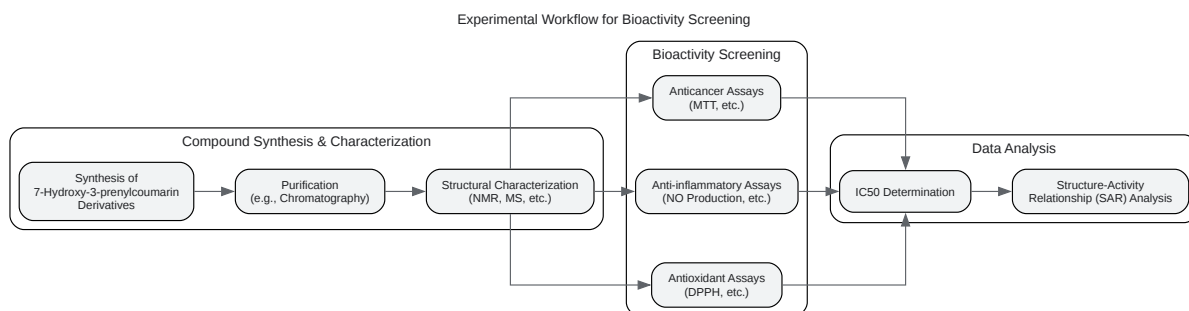 Experimental Workflow for Bioactivity Screening
Compound Synthesis & Characterization
Synthesis of
7-Hydroxy-3-prenylcoumarin
Derivatives
Purification
(e.g., Chromatography)
Structural Characterization
(NMR, MS, etc.)
Bioactivity Screening
Anticancer Assays
(MTT, etc.)
Anti-inflammatory Assays
(NO Production, etc.)
Antioxidant Assays
(DPPH, etc.)
Data Analysis
IC50 Determination
Structure-Activity
Relationship (SAR) Analysis